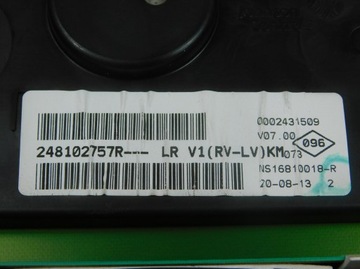 0002431509
V07.00
096
248102757R--- LR V1(RV-LV)KM
073
NS16810018-R
20-08-13 2